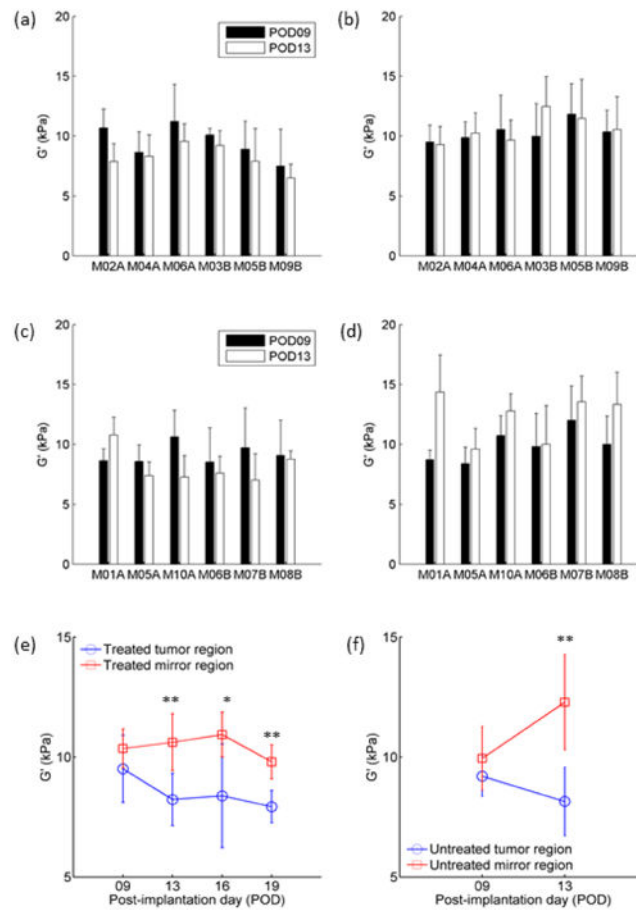 (a)
20
15
10
5
0
G' (kPa)
POD09
POD13
M02A M04A M06A M03B M05B M09B
(b)
20
15
10
5
0
G' (kPa)
M02A M04A M06A M03B M05B M09B
(c)
20
15
10
5
0
G' (kPa)
POD09
POD13
M01A M05A M10A M06B M07B M08B
(d)
20
15
10
5
0
G' (kPa)
M01A M05A M10A M06B M07B M08B
(e)
15
10
5
G' (kPa)
Treated tumor region
Treated mirror region
** * **
09 13 16 19
Post-implantation day (POD)
(f)
15
10
5
G' (kPa)
**
Untreated tumor region
Untreated mirror region
09 13
Post-implantation day (POD)